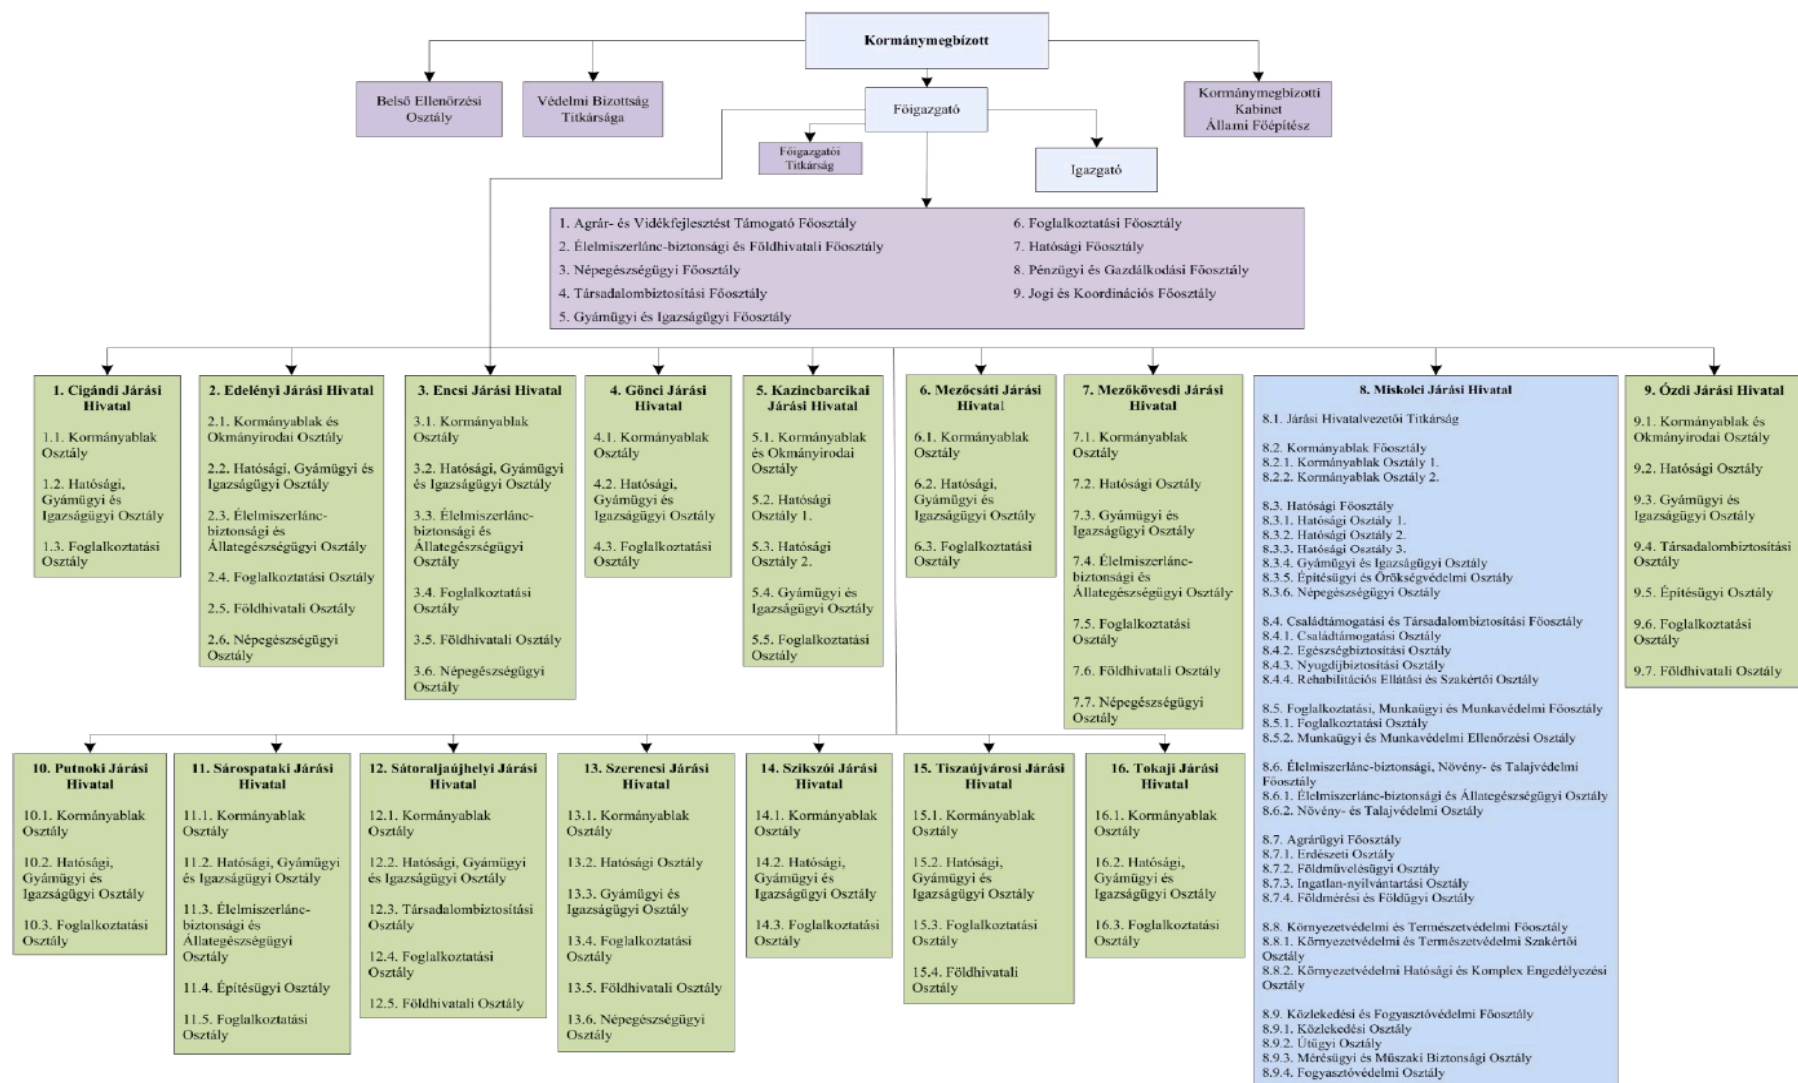 Kormánymegbízott
Belső Ellenőrzési
Osztály
Védelmi Bizottság
Titkársága
Főigazgató
Kormánymegbízotti
Kabinet
Állami Főépítész
Főigazgatói
Titkárság
Igazgató
1. Agrár- és Vidékfejlesztést Támogató Főosztály
2. Élelmiszerlánc-biztonsági és Földhivatali Főosztály
3. Népegészségügyi Főosztály
4. Társadalombiztosítási Főosztály
5. Gyámügyi és Igazságügyi Főosztály
6. Foglalkoztatási Főosztály
7. Hatósági Főosztály
8. Pénzügyi és Gazdálkodási Főosztály
9. Jogi és Koordinációs Főosztály
1. Cigándi Járási
Hivatal
1.1. Kormányablak
Osztály
1.2. Hatósági,
Gyámügyi és
Igazságügyi Osztály
1.3. Foglalkoztatási
Osztály
2. Edelényi Járási Hivatal
2.1. Kormányablak és
Okmányirodai Osztály
2.2. Hatósági, Gyámügyi és
Igazságügyi Osztály
2.3. Élelmiszerlánc-
biztonsági és
Állategészségügyi Osztály
2.4. Foglalkoztatási Osztály
2.5. Földhivatali Osztály
2.6. Népegészségügyi
Osztály
3. Encsi Járási Hivatal
3.1. Kormányablak
Osztály
3.2. Hatósági, Gyámügyi
és Igazságügyi Osztály
3.3. Élelmiszerlánc-
biztonsági és
Állategészségügyi
Osztály
3.4. Foglalkoztatási
Osztály
3.5. Földhivatali Osztály
3.6. Népegészségügyi
Osztály
4. Gönci Járási
Hivatal
4.1. Kormányablak
Osztály
4.2. Hatósági,
Gyámügyi és
Igazságügyi Osztály
4.3. Foglalkoztatási
Osztály
5. Kazincbarcikai
Járási Hivatal
5.1. Kormányablak
és Okmányirodai
Osztály
5.2. Hatósági
Osztály 1.
5.3. Hatósági
Osztály 2.
5.4. Gyámügyi és
Igazságügyi Osztály
5.5. Foglalkoztatási
Osztály
6. Mezőcsáti Járási
Hivatal
6.1. Kormányablak
Osztály
6.2. Hatósági,
Gyámügyi és
Igazságügyi Osztály
6.3. Foglalkoztatási
Osztály
7. Mezőkövesdi Járási
Hivatal
7.1. Kormányablak
Osztály
7.2. Hatósági Osztály
7.3. Gyámügyi és
Igazságügyi Osztály
7.4. Élelmiszerlánc-
biztonsági és
Állategészségügyi Osztály
7.5. Foglalkoztatási
Osztály
7.6. Földhivatali Osztály
7.7. Népegészségügyi
Osztály
8. Miskolci Járási Hivatal
8.1. Járási Hivatalvezetői Titkárság
8.2. Kormányablak Főosztály
8.2.1. Kormányablak Osztály 1.
8.2.2. Kormányablak Osztály 2.
8.3. Hatósági Főosztály
8.3.1. Hatósági Osztály 1.
8.3.2. Hatósági Osztály 2.
8.3.3. Hatósági Osztály 3.
8.3.4. Gyámügyi és Igazságügyi Osztály
8.3.5. Építésügyi és Örökségvédelmi Osztály
8.3.6. Népegészségügyi Osztály
8.4. Családtámogatási és Társadalombiztosítási Főosztály
8.4.1. Családtámogatási Osztály
8.4.2. Egészségbiztosítási Osztály
8.4.3. Nyugdíjbiztosítási Osztály
8.4.4. Rehabilitációs Ellátási és Szakértői Osztály
8.5. Foglalkoztatási, Munkaügyi és Munkavédelmi Főosztály
8.5.1. Foglalkoztatási Osztály
8.5.2. Munkaügyi és Munkavédelmi Ellenőrzési Osztály
8.6. Élelmiszerlánc-biztonsági, Növény- és Talajvédelmi
Főosztály
8.6.1. Élelmiszerlánc-biztonsági és Állategészségügyi Osztály
8.6.2. Növény- és Talajvédelmi Osztály
8.7. Agrárügyi Főosztály
8.7.1. Erdészeti Osztály
8.7.2. Földművelésügyi Osztály
8.7.3. Ingatlan-nyilvántartási Osztály
8.7.4. Földmérési és Földügyi Osztály
8.8. Környezetvédelmi és Természetvédelmi Főosztály
8.8.1. Környezetvédelmi és Természetvédelmi Szakértői
Osztály
8.8.2. Környezetvédelmi Hatósági és Komplex Engedélyezési
Osztály
8.9. Közlekedési és Fogyasztóvédelmi Főosztály
8.9.1. Közlekedési Osztály
8.9.2. Útügyi Osztály
8.9.3. Mérésügyi és Műszaki Biztonsági Osztály
8.9.4. Fogyasztóvédelmi Osztály
9. Ózdi Járási Hivatal
9.1. Kormányablak és
Okmányirodai Osztály
9.2. Hatósági Osztály
9.3. Gyámügyi és
Igazságügyi Osztály
9.4. Társadalombiztosítási
Osztály
9.5. Építésügyi Osztály
9.6. Foglalkoztatási
Osztály
9.7. Földhivatali Osztály
10. Putnoki Járási
Hivatal
10.1. Kormányablak
Osztály
10.2. Hatósági,
Gyámügyi és
Igazságügyi Osztály
10.3. Foglalkoztatási
Osztály
11. Sárospataki Járási
Hivatal
11.1. Kormányablak
Osztály
11.2. Hatósági, Gyámügyi
és Igazságügyi Osztály
11.3. Élelmiszerlánc-
biztonsági és
Állategészségügyi
Osztály
11.4. Építésügyi Osztály
11.5. Foglalkoztatási
Osztály
12. Sátoraljaújhelyi Járási
Hivatal
12.1. Kormányablak
Osztály
12.2. Hatósági, Gyámügyi
és Igazságügyi Osztály
12.3. Társadalombiztosítási
Osztály
12.4. Foglalkoztatási
Osztály
12.5. Földhivatali Osztály
13. Szerencsi Járási
Hivatal
13.1. Kormányablak
Osztály
13.2. Hatósági Osztály
13.3. Gyámügyi és
Igazságügyi Osztály
13.4. Foglalkoztatási
Osztály
13.5. Földhivatali Osztály
13.6. Népegészségügyi
Osztály
14. Szikszói Járási
Hivatal
14.1. Kormányablak
Osztály
14.2. Hatósági,
Gyámügyi és
Igazságügyi Osztály
14.3. Foglalkoztatási
Osztály
15. Tiszaújvárosi Járási
Hivatal
15.1. Kormányablak
Osztály
15.2. Hatósági,
Gyámügyi és
Igazságügyi Osztály
15.3. Foglalkoztatási
Osztály
15.4. Földhivatali
Osztály
16. Tokaji Járási
Hivatal
16.1. Kormányablak
Osztály
16.2. Hatósági,
Gyámügyi és
Igazságügyi Osztály
16.3. Foglalkoztatási
Osztály